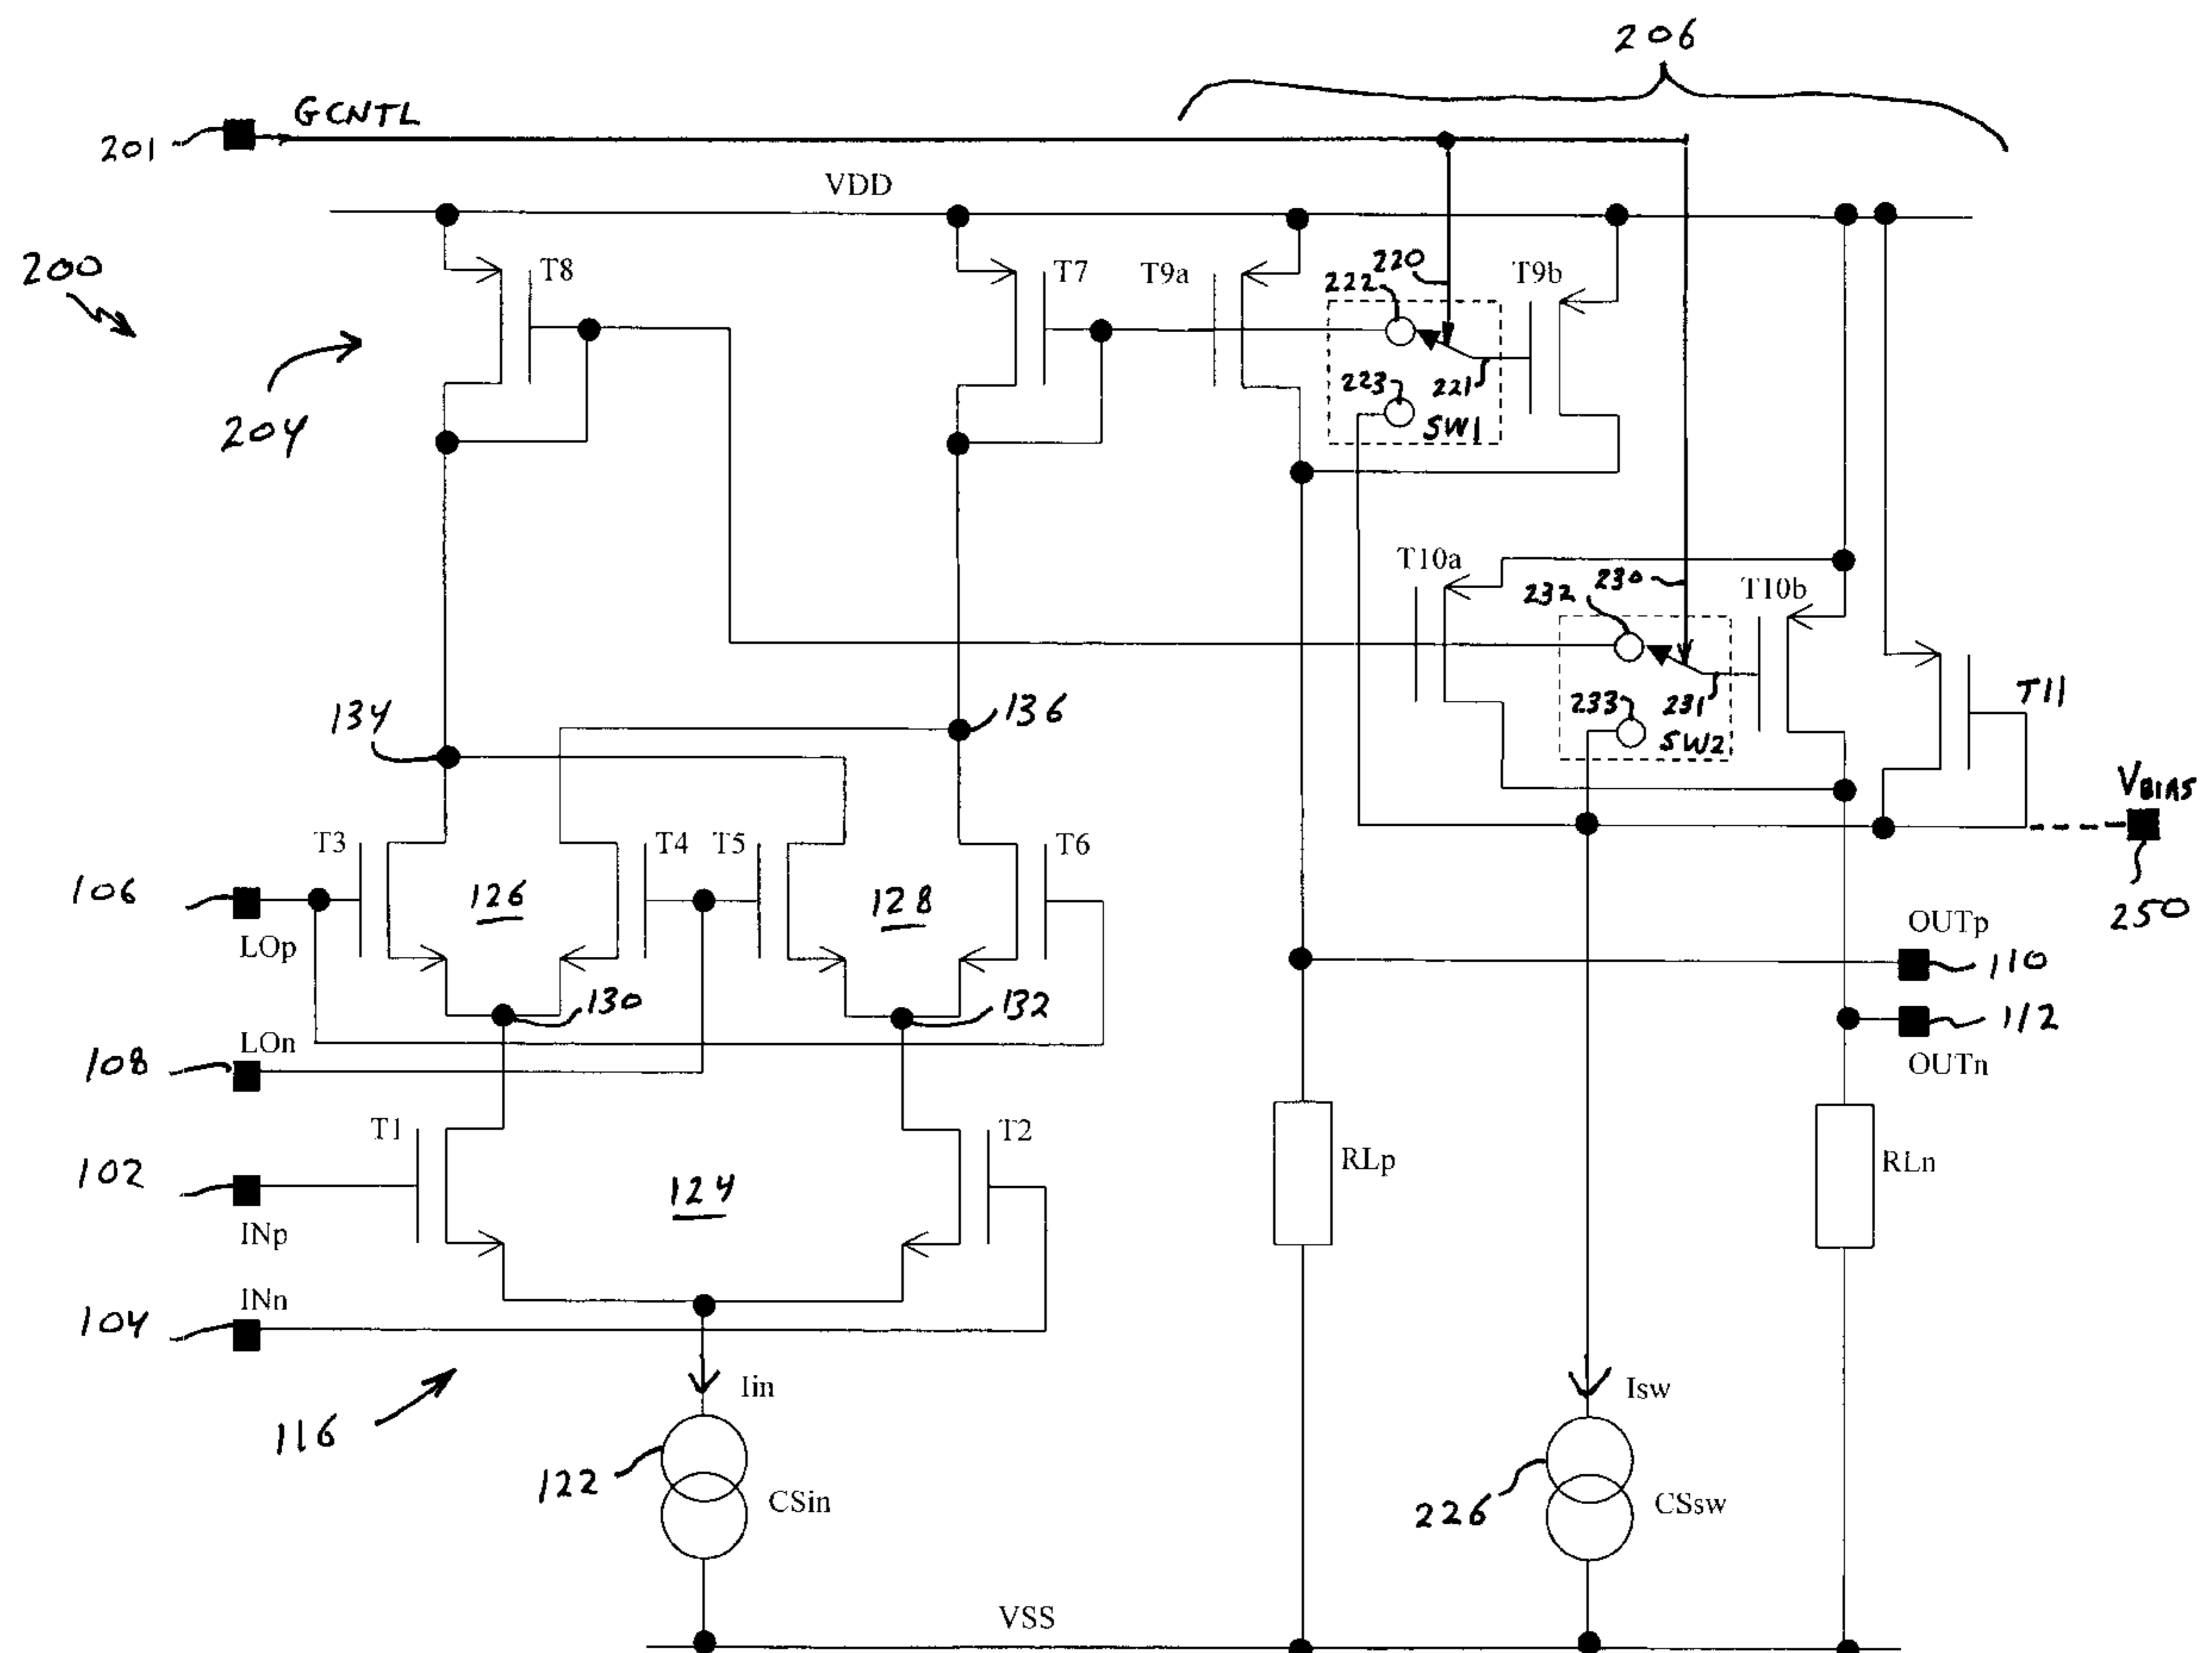 206
GCNTL
201
VDD
200
T8
T7
T9a
222
220
T9b
223
221
SW1
204
T10a
232
230
T10b
T11
134
136
233
231
SW2
VBIAS
T3
T4
T5
T6
106
126
128
250
LOp
OUTp
110
130
132
112
LOn
OUTn
108
T1
T2
RLp
RLn
102
124
INp
INn
104
Iin
Isw
116
122
CSin
226
CSsw
VSS